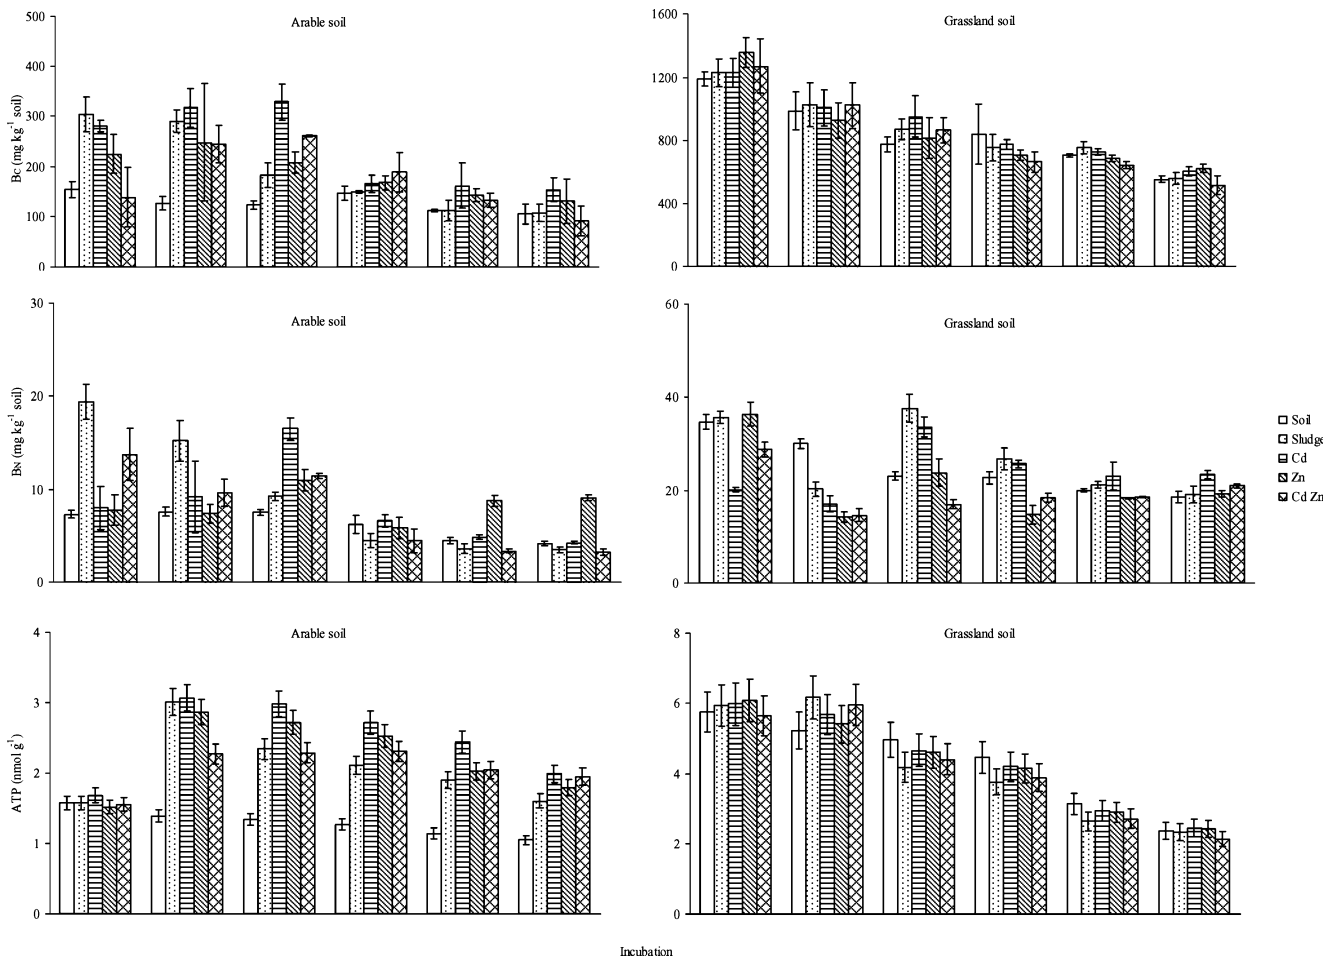 Arable soil
Bc (mg kg-1 soil)
500
400
300
200
100
0
Grassland soil
1600
1200
800
400
0
Arable soil
BN (mg kg-1 soil)
30
20
10
0
Grassland soil
60
40
20
0
Soil
Sludge
Cd
Zn
Cd Zn
Arable soil
ATP (nmol g-1)
4
3
2
1
0
Grassland soil
8
6
4
2
0
Incubation